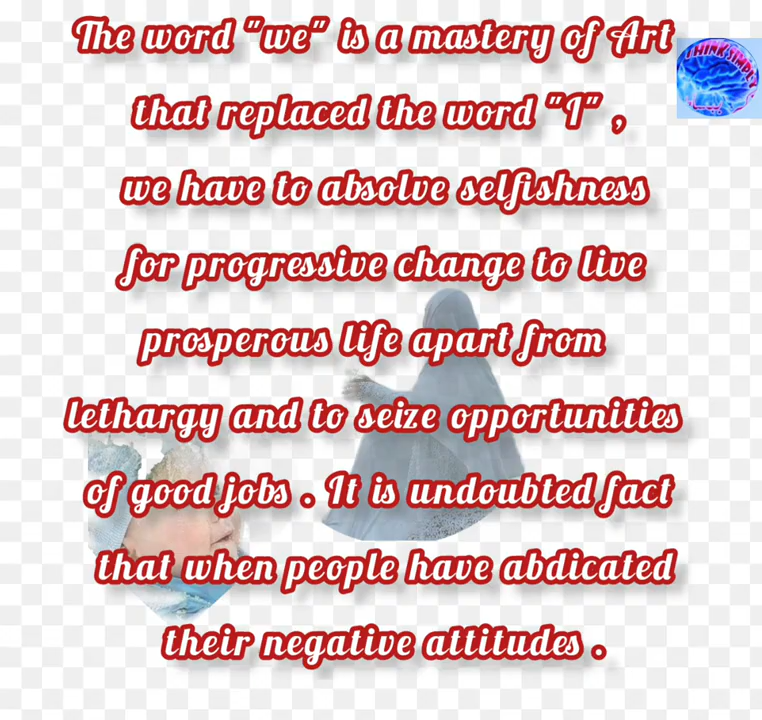 The word "we" is a mastery of Art
that replaced the word "I" ,
we have to absolve selfishness
for progressive change to live
prosperous life apart from
lethargy and to seize opportunities
of good jobs . It is undoubted fact
that when people have abdicated
their negative attitudes .
THINK SIMPLY